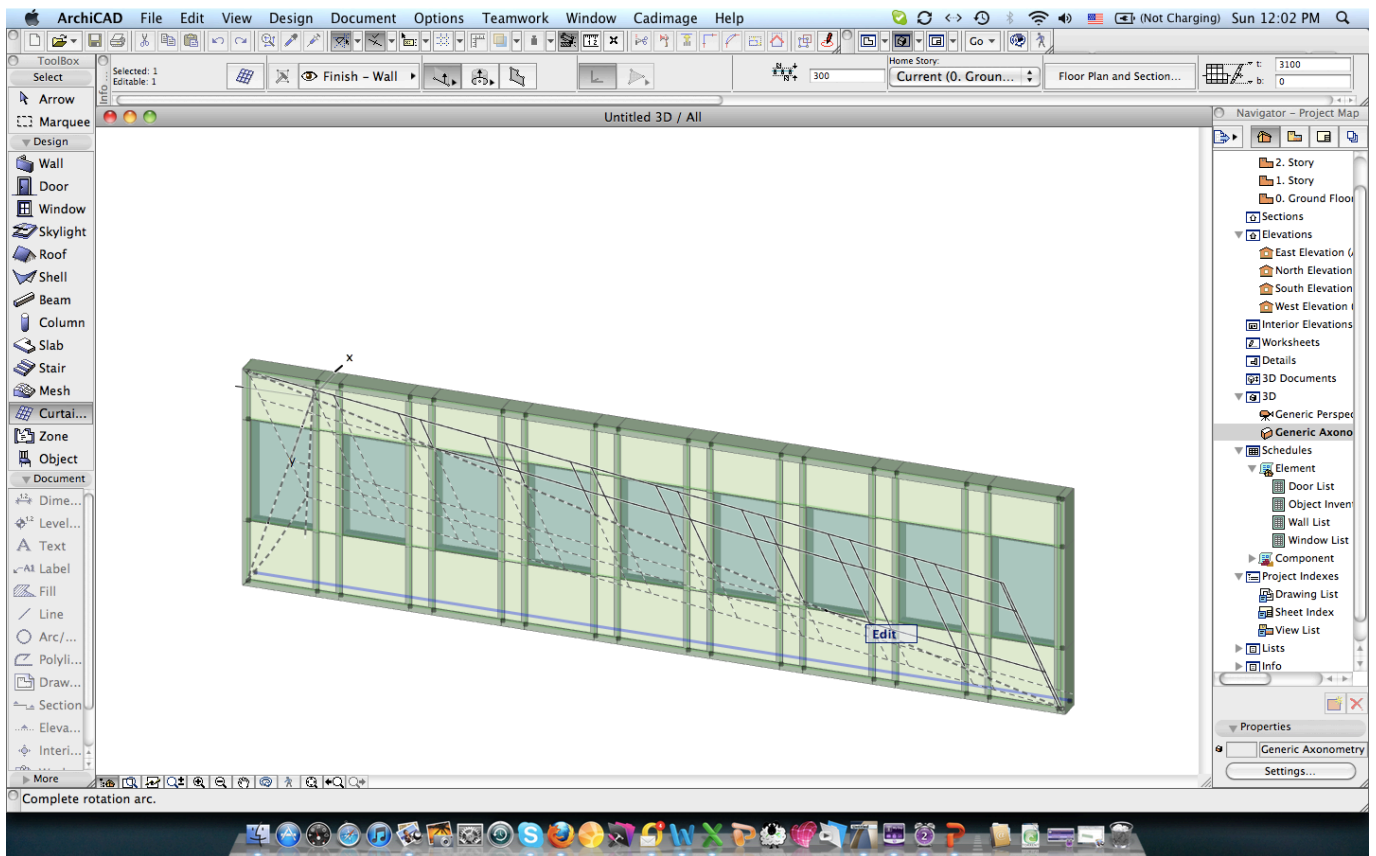 ArchiCAD File Edit View Design Document Options Teamwork Window Cadimage Help (Not Charging) Sun 12:02 PM
Go
ToolBox
Select
Arrow
Marquee
Design
Wall
Door
Window
Skylight
Roof
Shell
Beam
Column
Slab
Stair
Mesh
Curtai...
Zone
Object
Document
Dime...
Level...
Text
Label
Fill
Line
Arc/...
Polyli...
Draw...
Section
Eleva...
Interi...
More
Info
Selected: 1
Editable: 1
Finish - Wall
300
Home Story:
Current (0. Groun...
Floor Plan and Section...
t: 3100
b: 0
Untitled 3D / All
x
y
Edit
Navigator - Project Map
2. Story
1. Story
0. Ground Floor
Sections
Elevations
East Elevation (
North Elevation
South Elevation
West Elevation (
Interior Elevations
Worksheets
Details
3D Documents
3D
Generic Perspec
Generic Axono
Schedules
Element
Door List
Object Inven
Wall List
Window List
Component
Project Indexes
Drawing List
Sheet Index
View List
Lists
Info
Properties
Generic Axonometry
Settings...
Complete rotation arc.